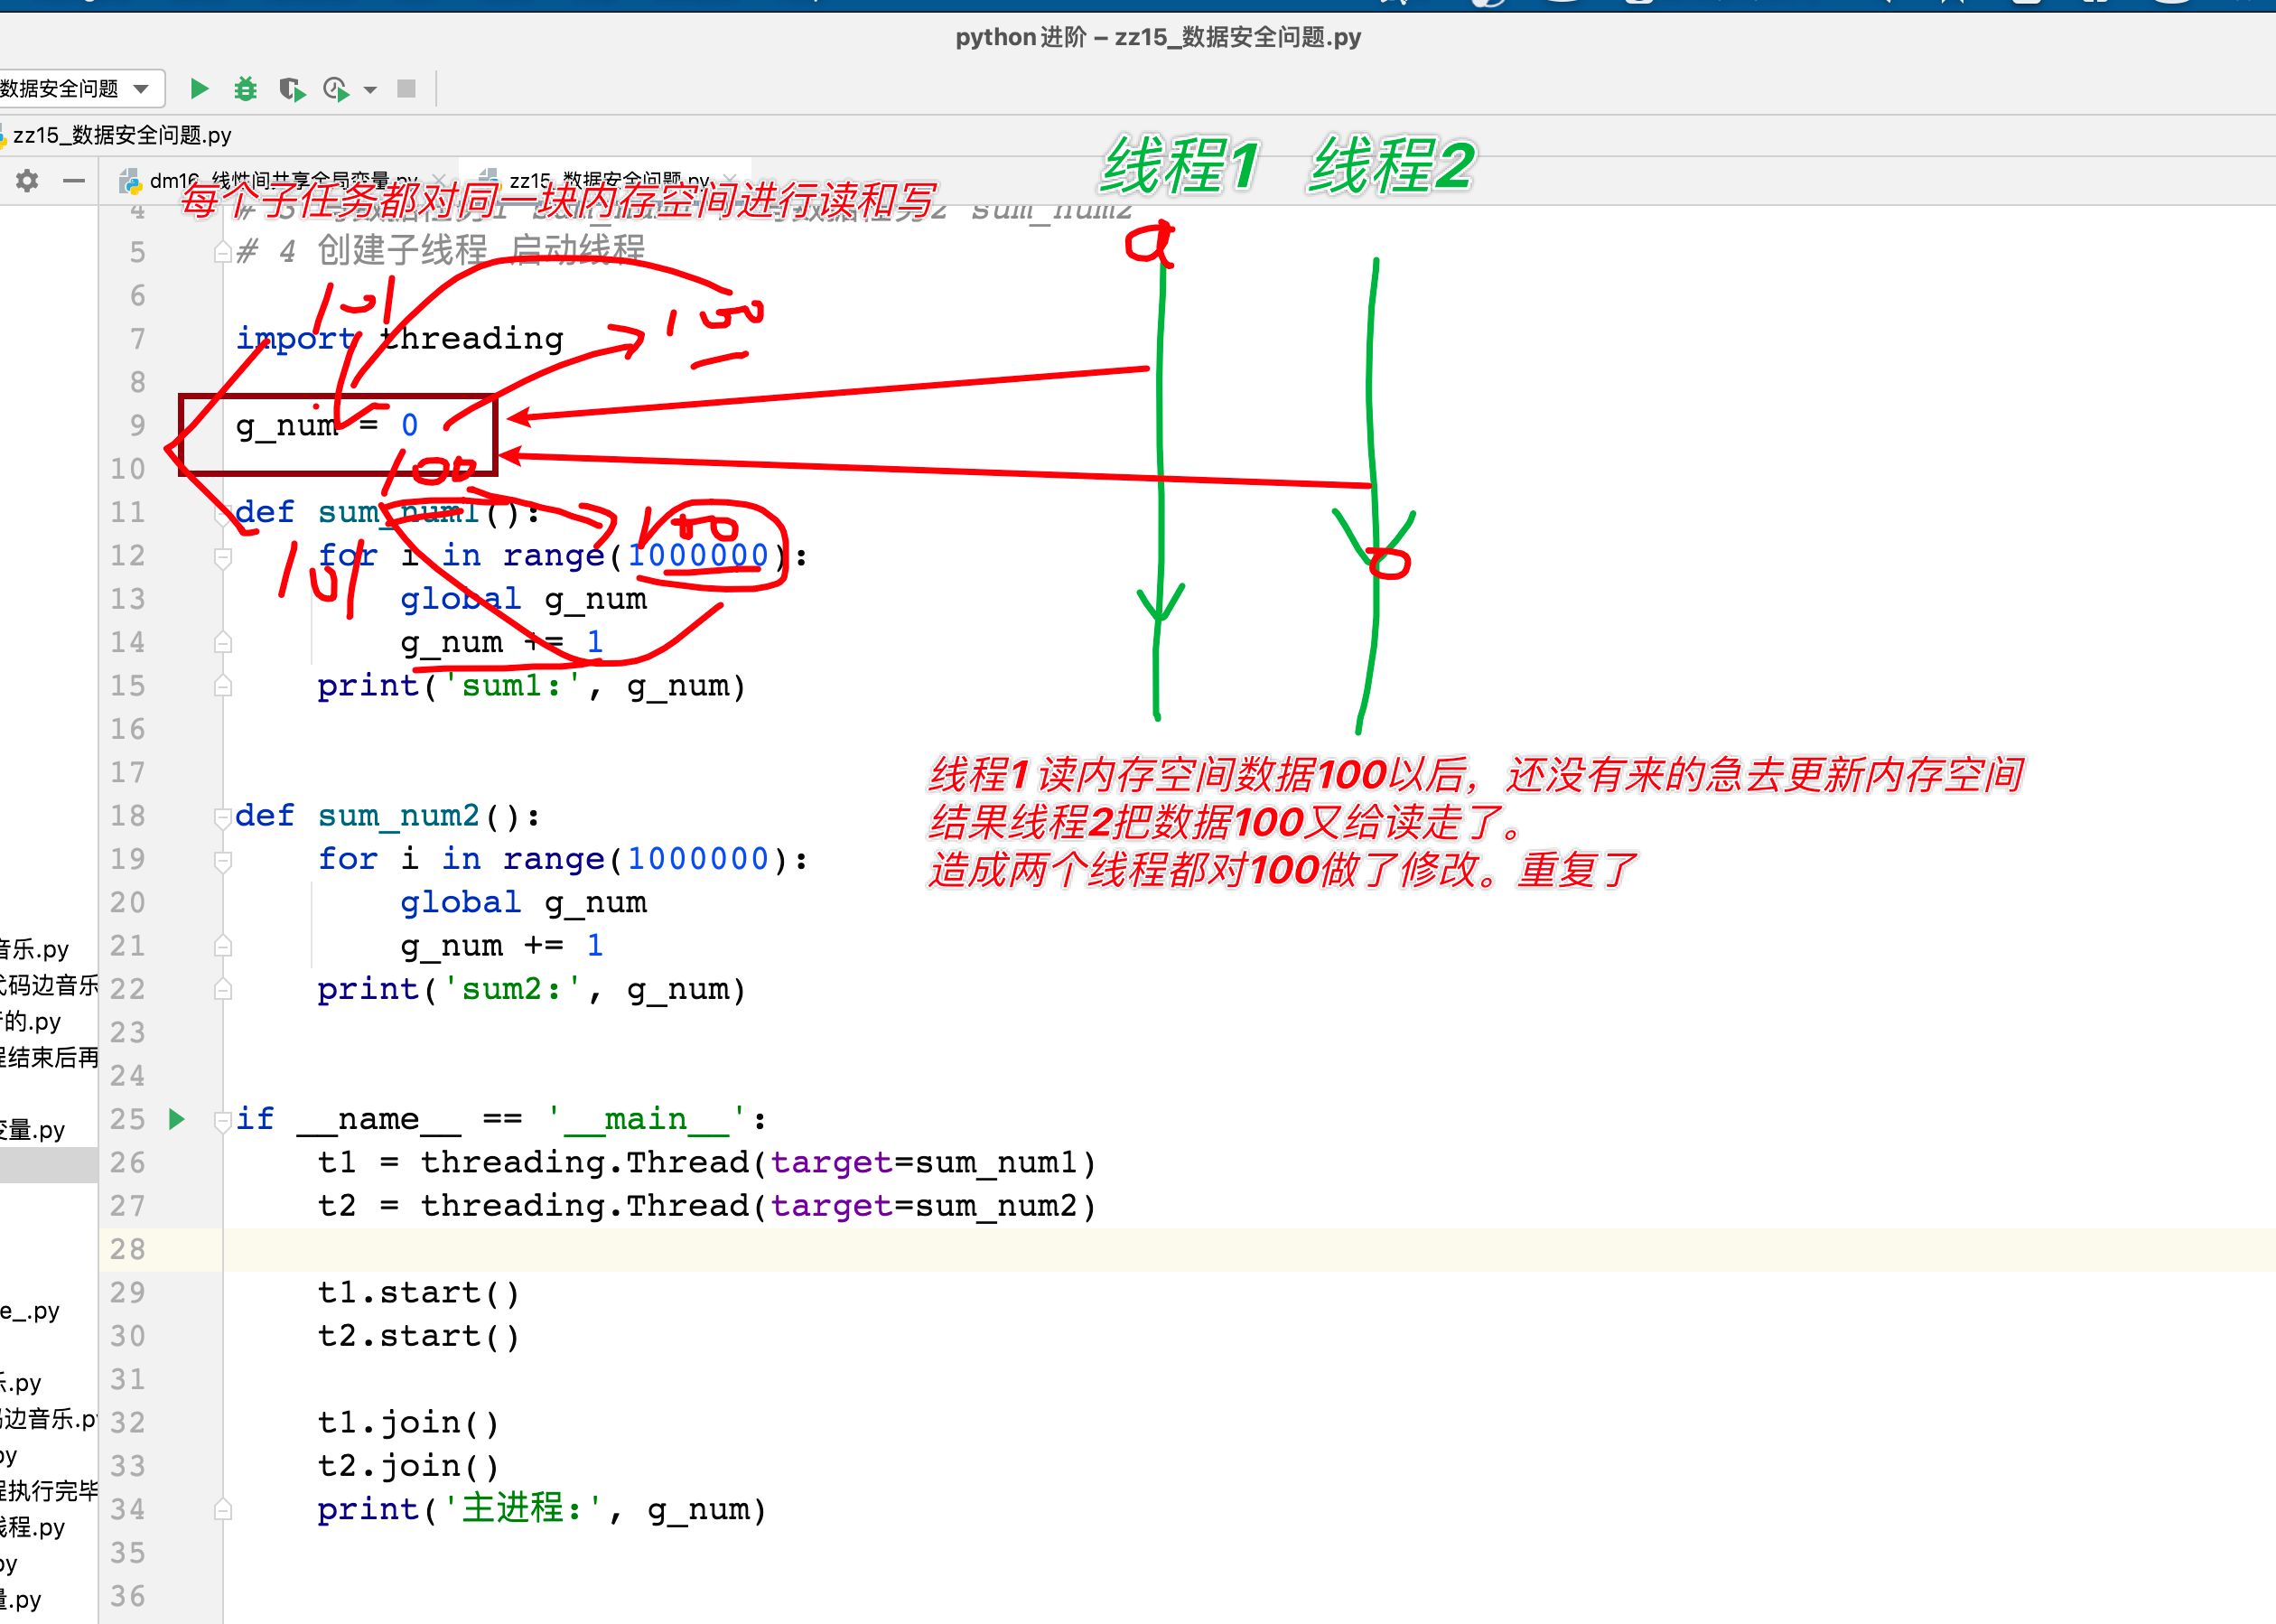 python进阶 – zz15_数据安全问题.py
数据安全问题
zz15_数据安全问题.py
线程1 线程2
dm16_线性间共享全局变量.py
zz15_数据安全问题.py
每个子任务都对同一块内存空间进行读和写
4
sum_num2
5 # 4 创建子线程 启动线程
6
101
100
7 import threading
8
9 g_num = 0
10
100
11 def sum_num1():
100
12 for i in range(1000000):
101
13 global g_num
14 g_num += 1
15 print('sum1:', g_num)
16
线程1 读内存空间数据100以后，还没有来的急去更新内存空间
17
结果线程2把数据100又给读走了。
18 def sum_num2():
造成两个线程都对100做了修改。重复了
19 for i in range(1000000):
20 global g_num
音乐.py
21 g_num += 1
代码边音乐
22 print('sum2:', g_num)
的.py
23
程结束后再
24
变量.py
25 if __name__ == '__main__':
26 t1 = threading.Thread(target=sum_num1)
27 t2 = threading.Thread(target=sum_num2)
28
29 t1.start()
e_.py
30 t2.start()
31
乐.py
32 t1.join()
码边音乐.py
33 t2.join()
py
程执行完毕
34 print('主进程:', g_num)
线程.py
35
py
36
量.py